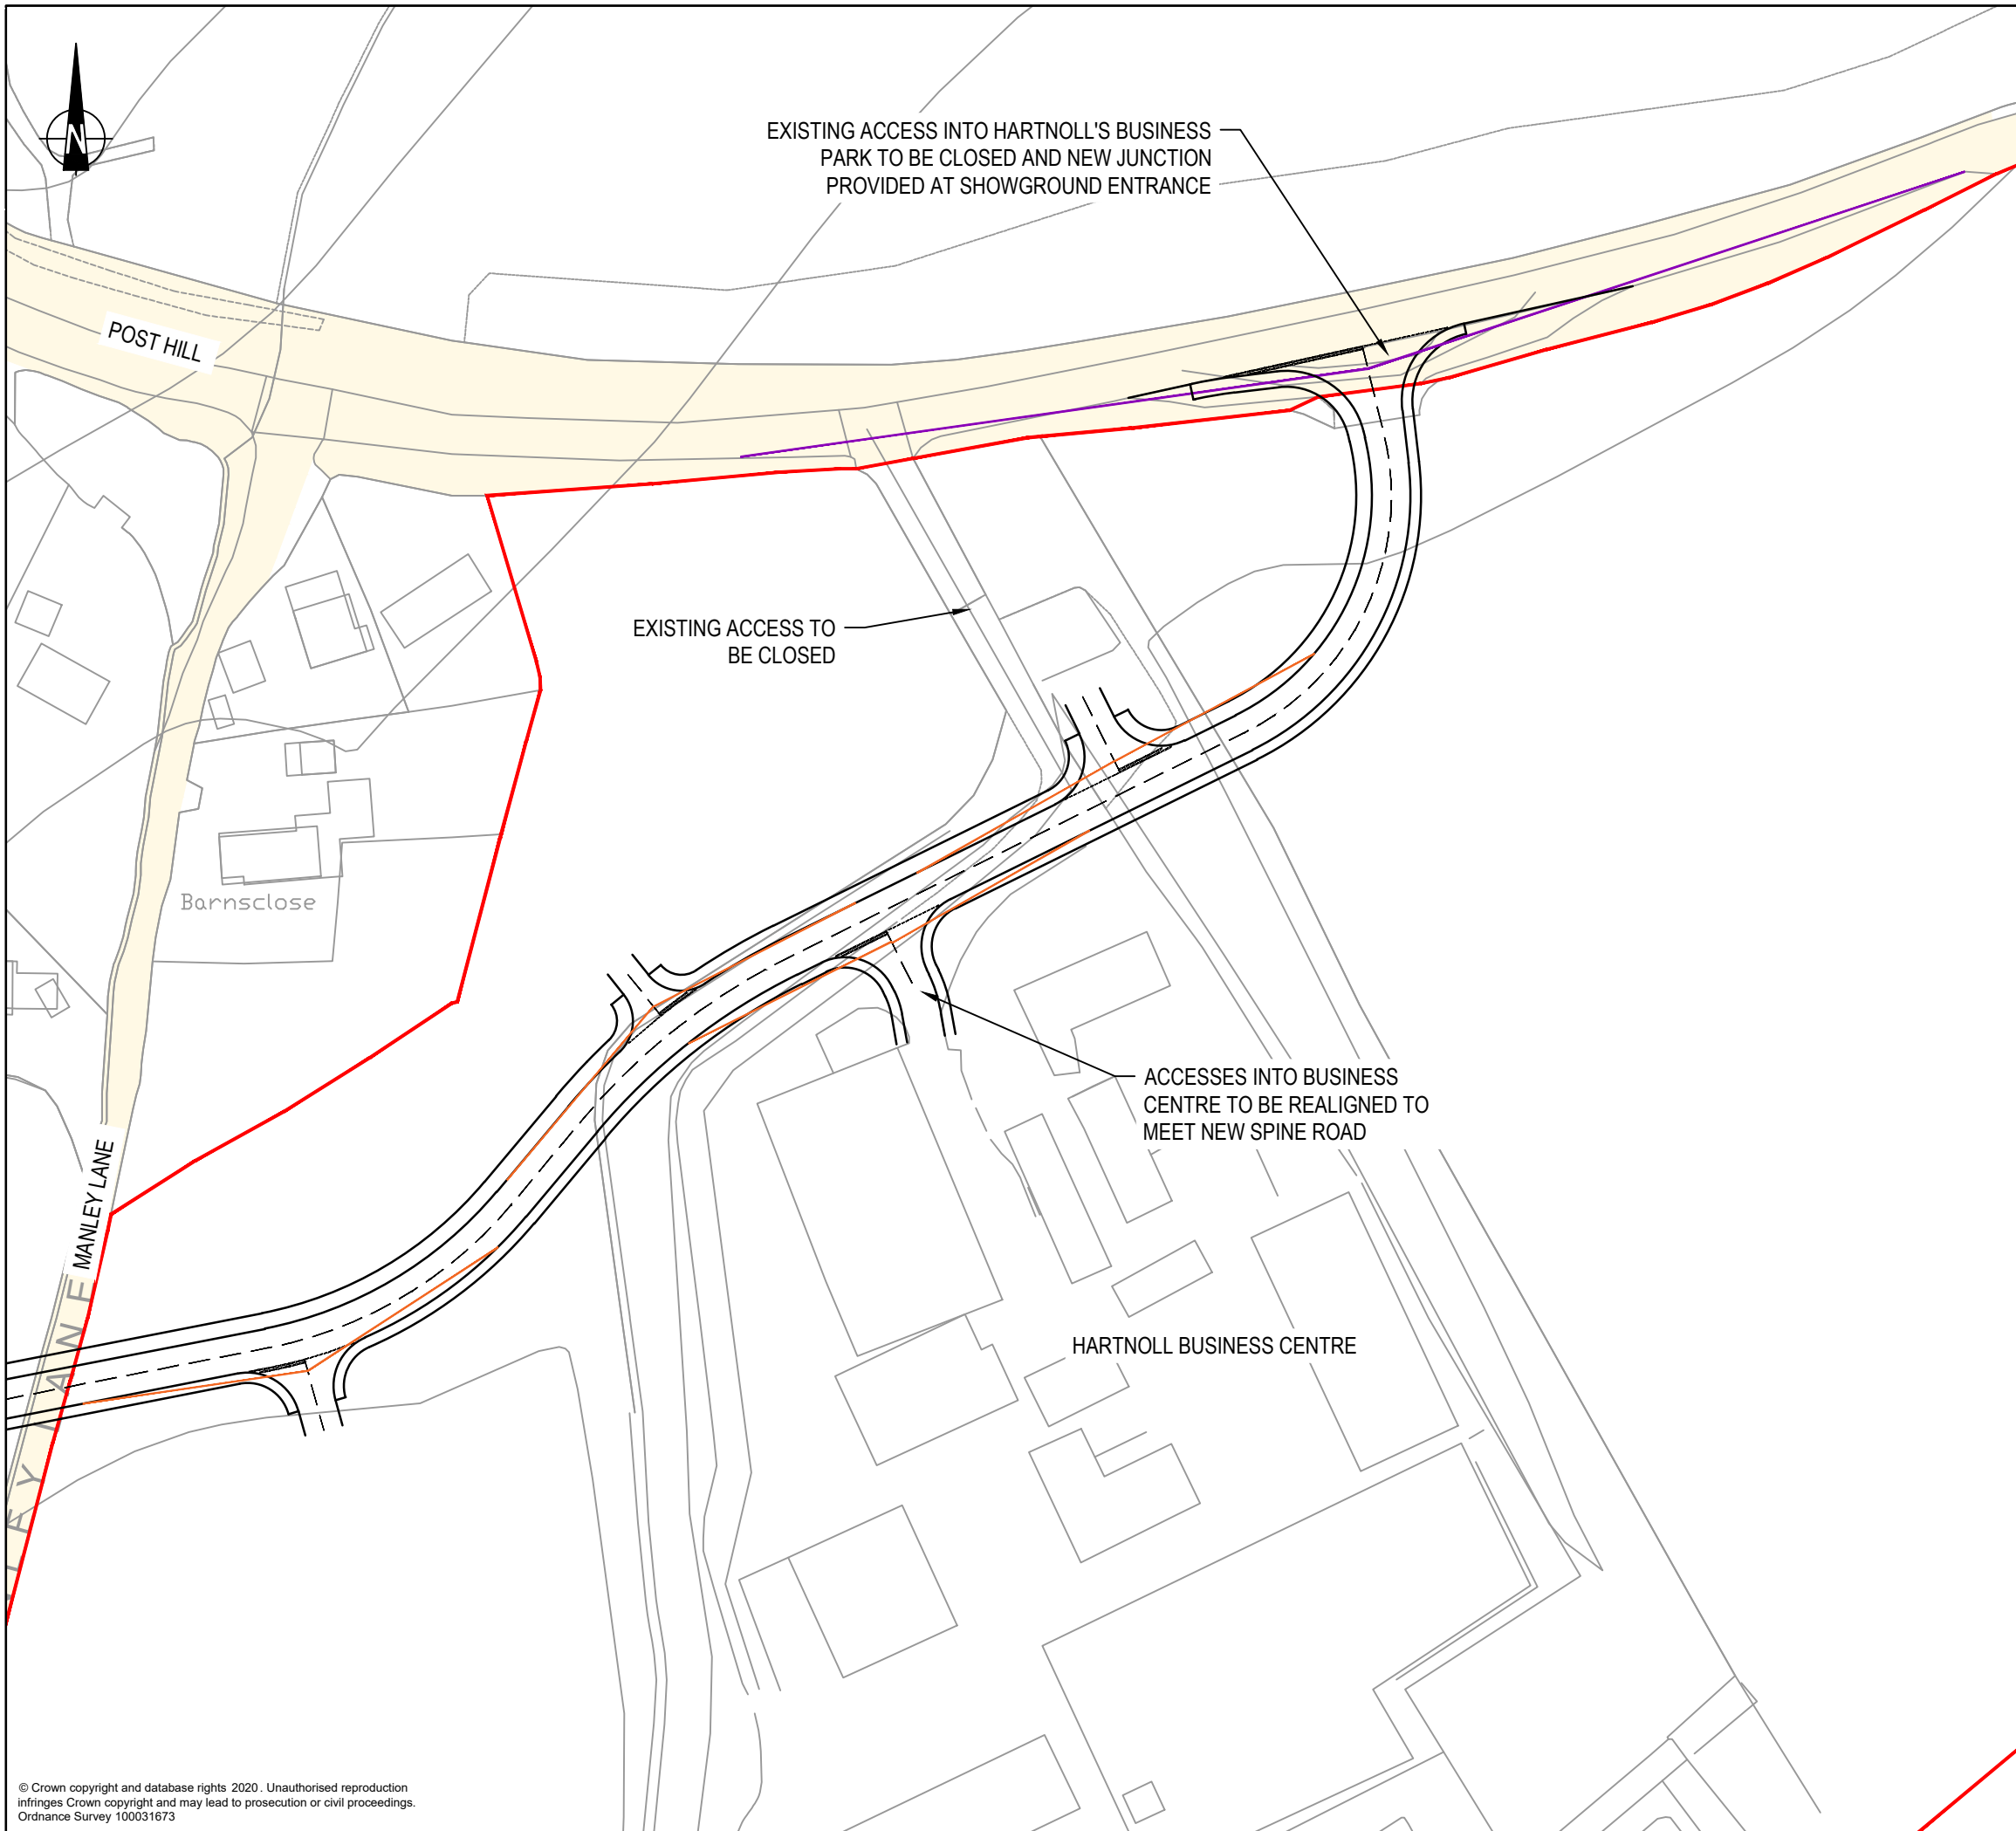 N
EXISTING ACCESS INTO HARTNOLL'S BUSINESS
PARK TO BE CLOSED AND NEW JUNCTION
PROVIDED AT SHOWGROUND ENTRANCE
POST HILL
EXISTING ACCESS TO
BE CLOSED
Barnsclose
ACCESSES INTO BUSINESS
CENTRE TO BE REALIGNED TO
MEET NEW SPINE ROAD
MANLEY LANE
HARTNOLL BUSINESS CENTRE
© Crown copyright and database rights 2020. Unauthorised reproduction
infringes Crown copyright and may lead to prosecution or civil proceedings.
Ordnance Survey 100031673